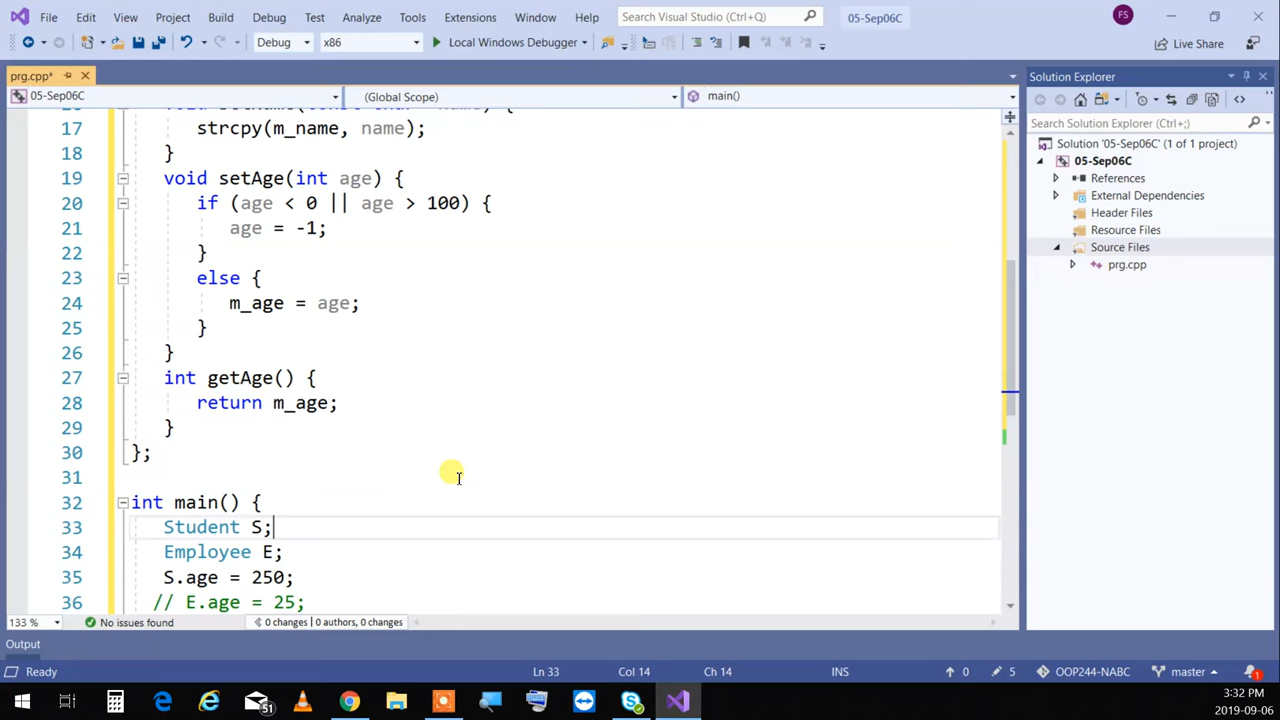 File Edit View Project Build Debug Test Analyze Tools Extensions Window Help Search Visual Studio (Ctrl+Q) 05-Sep06C FS
Debug x86 Local Windows Debugger Live Share
prg.cpp*
05-Sep06C (Global Scope) main()
17 strcpy(m_name, name);
18 }
19 void setAge(int age) {
20 if (age < 0 || age > 100) {
21 age = -1;
22 }
23 else {
24 m_age = age;
25 }
26 }
27 int getAge() {
28 return m_age;
29 }
30 };
31
32 int main() {
33 Student S;
34 Employee E;
35 S.age = 250;
36 // E.age = 25;
133 % No issues found 0 changes | 0 authors, 0 changes
Output
Ready Ln 33 Col 14 Ch 14 INS 0 5 OOP244-NABC master 1
Solution Explorer
Search Solution Explorer (Ctrl+;)
Solution '05-Sep06C' (1 of 1 project)
05-Sep06C
References
External Dependencies
Header Files
Resource Files
Source Files
prg.cpp
51
3:32 PM
2019-09-06